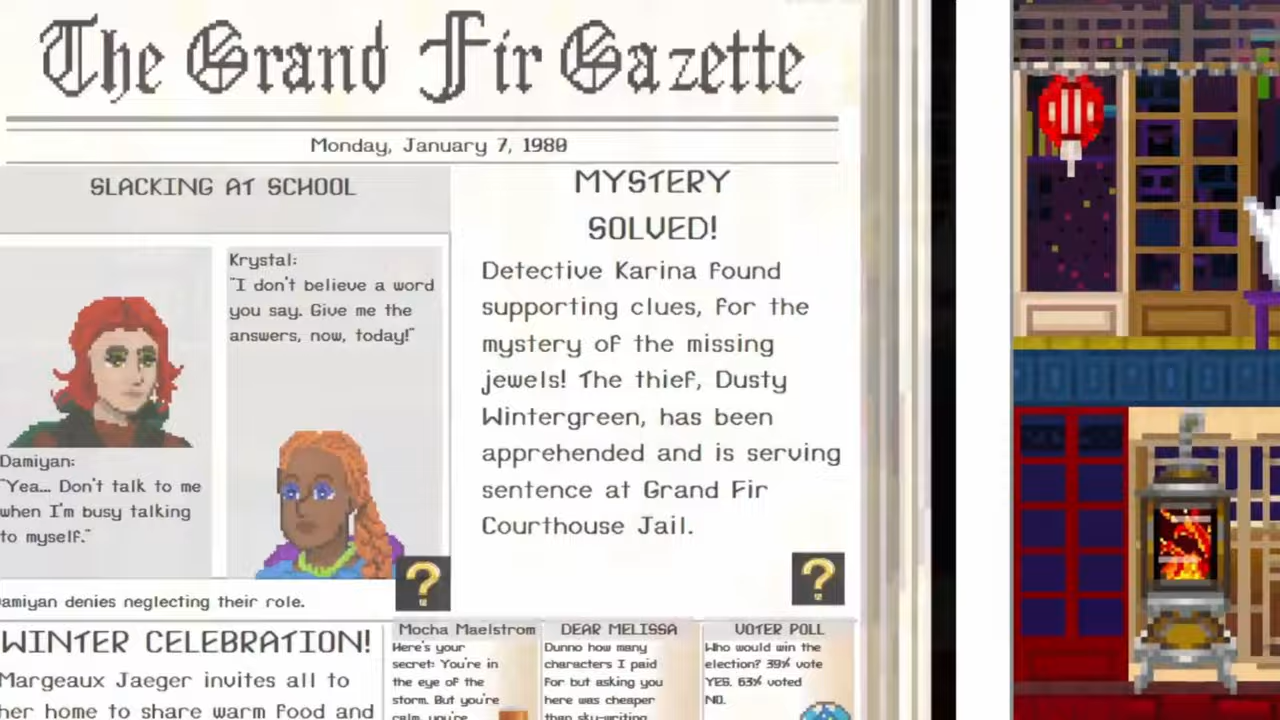 The Grand Fir Gazette
Monday, January 7, 1980
SLACKING AT SCHOOL
Damiyan:
"Yea... Don't talk to me
when I'm busy talking
to myself."
Krystal:
"I don't believe a word
you say. Give me the
answers, now, today!"
amiyan denies neglecting their role.
MYSTERY
SOLVED!
Detective Karina found
supporting clues, for the
mystery of the missing
jewels! The thief, Dusty
Wintergreen, has been
apprehended and is serving
sentence at Grand Fir
Courthouse Jail.
?
?
WINTER CELEBRATION!
Margeaux Jaeger invites all to
her home to share warm food and
Mocha Maelstrom
Here's your
secret: You're in
the eye of the
storm. But you're
calm, you're
DEAR MELISSA
Dunno how many
characters I paid
for but asking you
here was cheaper
than sky-writing
VOTER POLL
Who would win the
election? 39% vote
YES. 63% voted
NO.